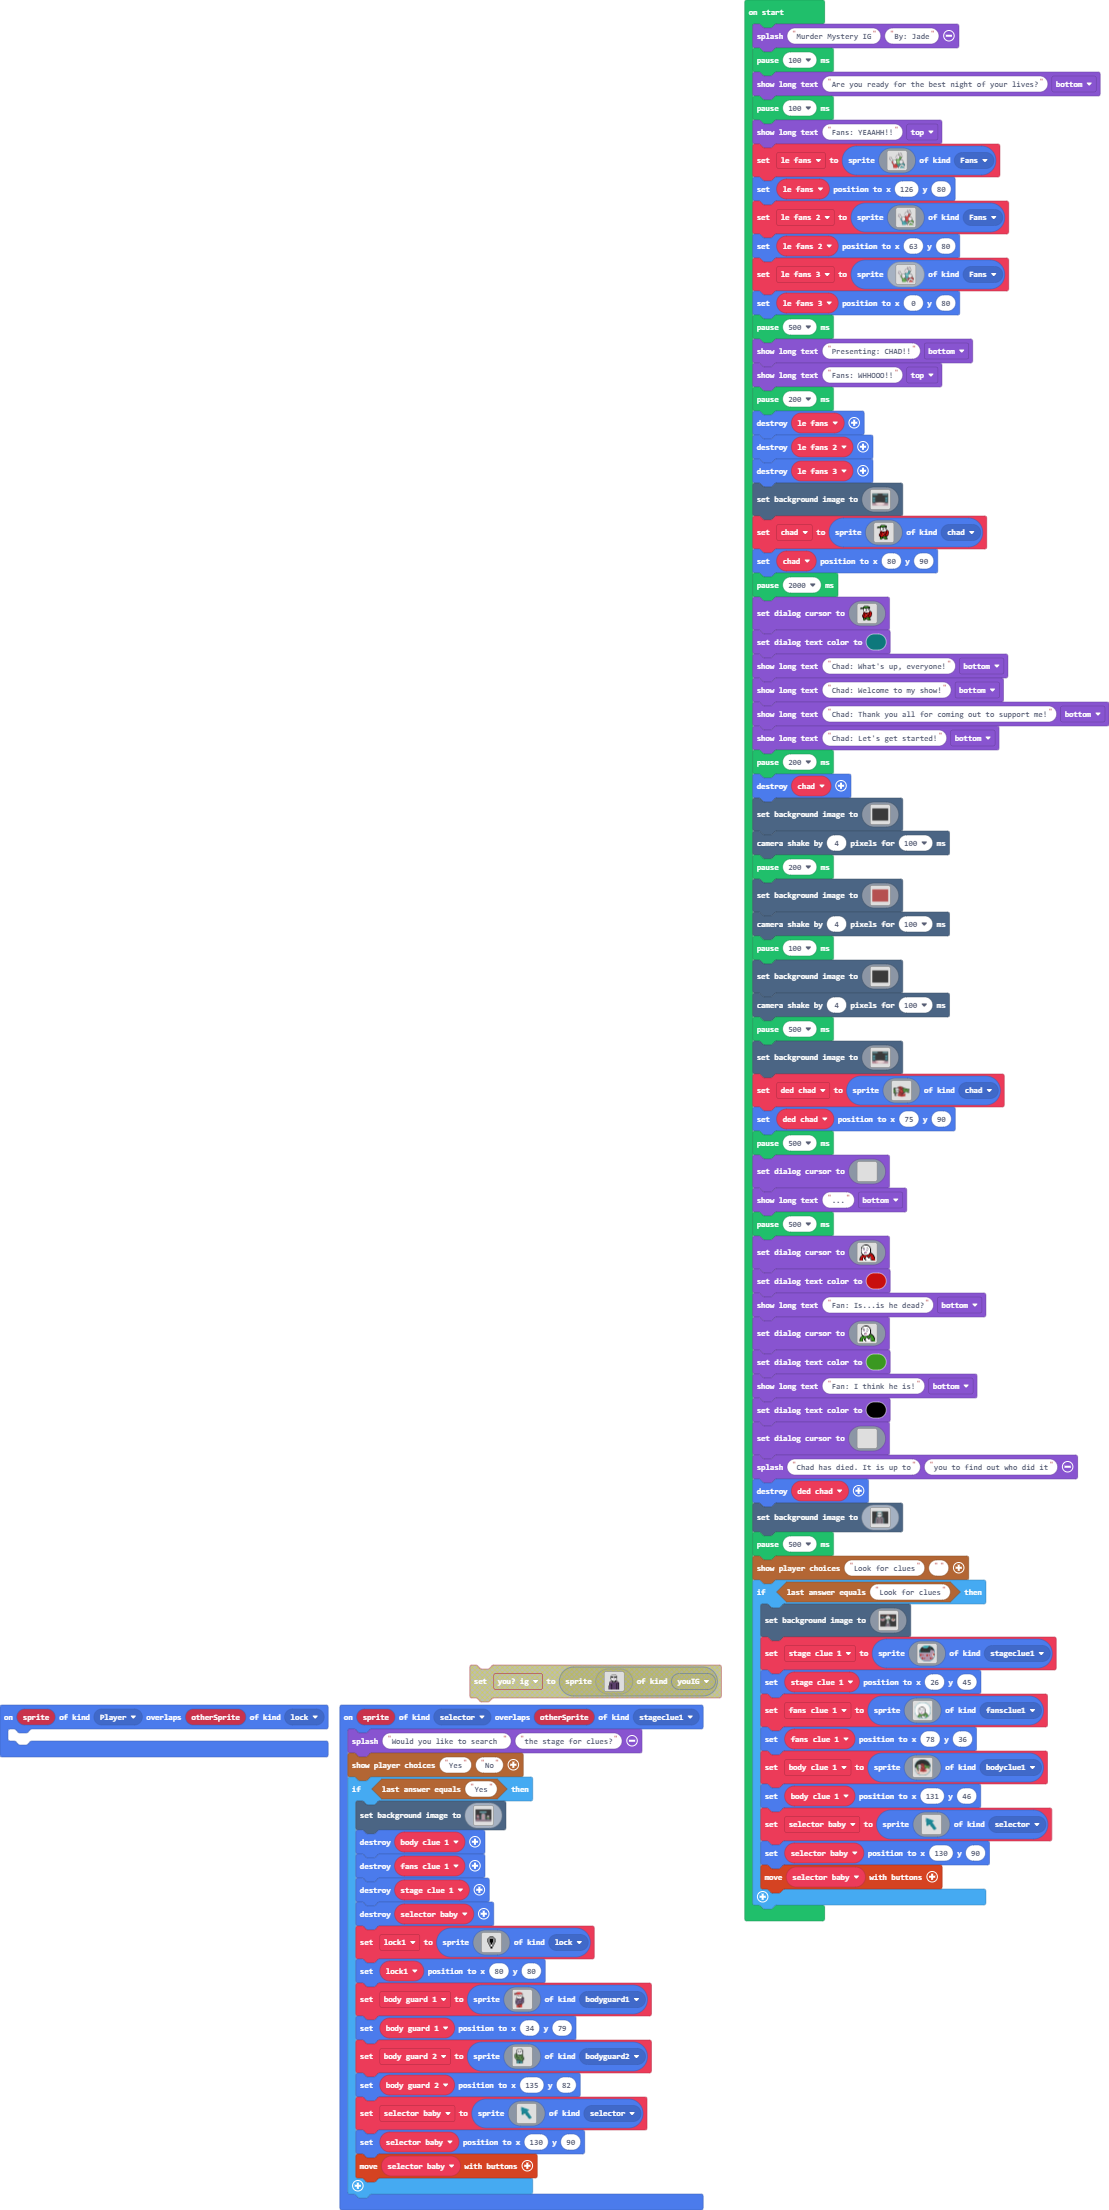 on start
splash "Murder Mystery IG" "By: Jade"
pause 100 ms
show long text "Are you ready for the best night of your lives?" bottom
pause 100 ms
show long text "Fans: YEAAHH!!" top
set le fans to sprite of kind Fans
set le fans position to x 126 y 80
set le fans 2 to sprite of kind Fans
set le fans 2 position to x 63 y 80
set le fans 3 to sprite of kind Fans
set le fans 3 position to x 0 y 80
pause 500 ms
show long text "Presenting: CHAD!!" bottom
show long text "Fans: WHHOOO!!" top
pause 200 ms
destroy le fans
destroy le fans 2
destroy le fans 3
set background image to
set chad to sprite of kind chad
set chad position to x 80 y 90
pause 2000 ms
set dialog cursor to
set dialog text color to
show long text "Chad: What's up, everyone!" bottom
show long text "Chad: Welcome to my show!" bottom
show long text "Chad: Thank you all for coming out to support me!" bottom
show long text "Chad: Let's get started!" bottom
pause 200 ms
destroy chad
set background image to
camera shake by 4 pixels for 100 ms
pause 200 ms
set background image to
camera shake by 4 pixels for 100 ms
pause 100 ms
set background image to
camera shake by 4 pixels for 100 ms
pause 500 ms
set background image to
set ded chad to sprite of kind chad
set ded chad position to x 75 y 90
pause 500 ms
set dialog cursor to
show long text "..." bottom
pause 500 ms
set dialog cursor to
set dialog text color to
show long text "Fan: Is...is he dead?" bottom
set dialog cursor to
set dialog text color to
show long text "Fan: I think he is!" bottom
set dialog text color to
set dialog cursor to
splash "Chad has died. It is up to" "you to find out who did it"
destroy ded chad
set background image to
pause 500 ms
show player choices "Look for clues" ""
if last answer equals "Look for clues" then
set background image to
set stage clue 1 to sprite of kind stageclue1
set stage clue 1 position to x 26 y 45
set fans clue 1 to sprite of kind fansclue1
set fans clue 1 position to x 78 y 36
set body clue 1 to sprite of kind bodyclue1
set body clue 1 position to x 131 y 46
set selector baby to sprite of kind selector
set selector baby position to x 130 y 90
move selector baby with buttons
set you? ig to sprite of kind youIG
on sprite of kind Player overlaps otherSprite of kind lock
on sprite of kind selector overlaps otherSprite of kind stageclue1
splash "Would you like to search" "the stage for clues?"
show player choices "Yes" "No"
if last answer equals "Yes" then
set background image to
destroy body clue 1
destroy fans clue 1
destroy stage clue 1
destroy selector baby
set lock1 to sprite of kind lock
set lock1 position to x 80 y 80
set body guard 1 to sprite of kind bodyguard1
set body guard 1 position to x 34 y 79
set body guard 2 to sprite of kind bodyguard2
set body guard 2 position to x 135 y 82
set selector baby to sprite of kind selector
set selector baby position to x 130 y 90
move selector baby with buttons